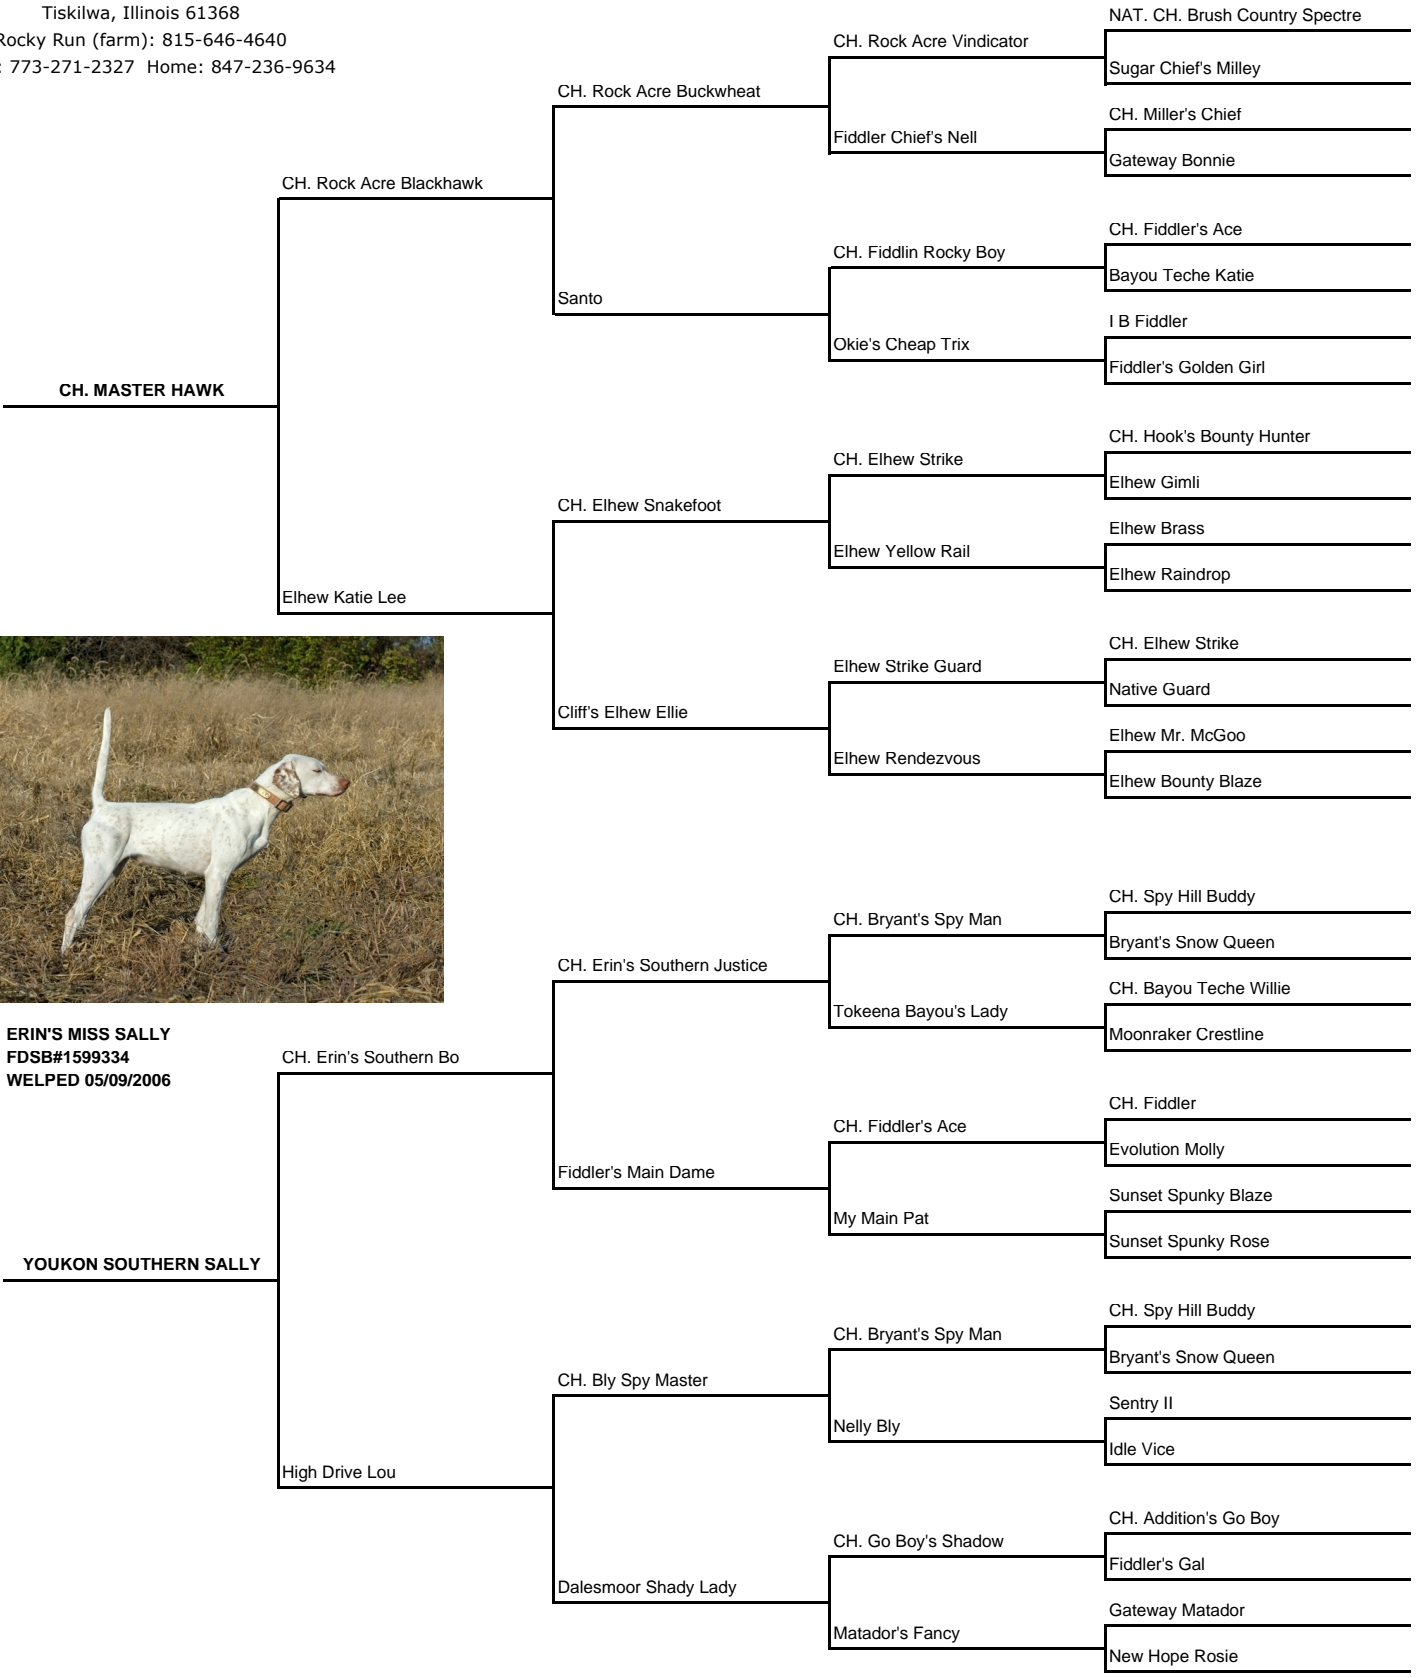 Tiskilwa, Illinois 61368
Rocky Run (farm): 815-646-4640
: 773-271-2327 Home: 847-236-9634
NAT. CH. Brush Country Spectre
CH. Rock Acre Vindicator
Sugar Chief's Milley
CH. Rock Acre Buckwheat
CH. Miller's Chief
Fiddler Chief's Nell
Gateway Bonnie
CH. Rock Acre Blackhawk
CH. Fiddler's Ace
CH. Fiddlin Rocky Boy
Bayou Teche Katie
Santo
I B Fiddler
Okie's Cheap Trix
Fiddler's Golden Girl
CH. MASTER HAWK
CH. Hook's Bounty Hunter
CH. Elhew Strike
Elhew Gimli
CH. Elhew Snakefoot
Elhew Brass
Elhew Yellow Rail
Elhew Raindrop
Elhew Katie Lee
CH. Elhew Strike
Elhew Strike Guard
Native Guard
Cliff's Elhew Ellie
Elhew Mr. McGoo
Elhew Rendezvous
Elhew Bounty Blaze
CH. Spy Hill Buddy
CH. Bryant's Spy Man
Bryant's Snow Queen
CH. Erin's Southern Justice
CH. Bayou Teche Willie
Tokeena Bayou's Lady
Moonraker Crestline
ERIN'S MISS SALLY
FDSB#1599334
WELPED 05/09/2006
CH. Erin's Southern Bo
CH. Fiddler
CH. Fiddler's Ace
Evolution Molly
Fiddler's Main Dame
Sunset Spunky Blaze
My Main Pat
Sunset Spunky Rose
YOUKON SOUTHERN SALLY
CH. Spy Hill Buddy
CH. Bryant's Spy Man
Bryant's Snow Queen
CH. Bly Spy Master
Sentry II
Nelly Bly
Idle Vice
High Drive Lou
CH. Addition's Go Boy
CH. Go Boy's Shadow
Fiddler's Gal
Dalesmoor Shady Lady
Gateway Matador
Matador's Fancy
New Hope Rosie